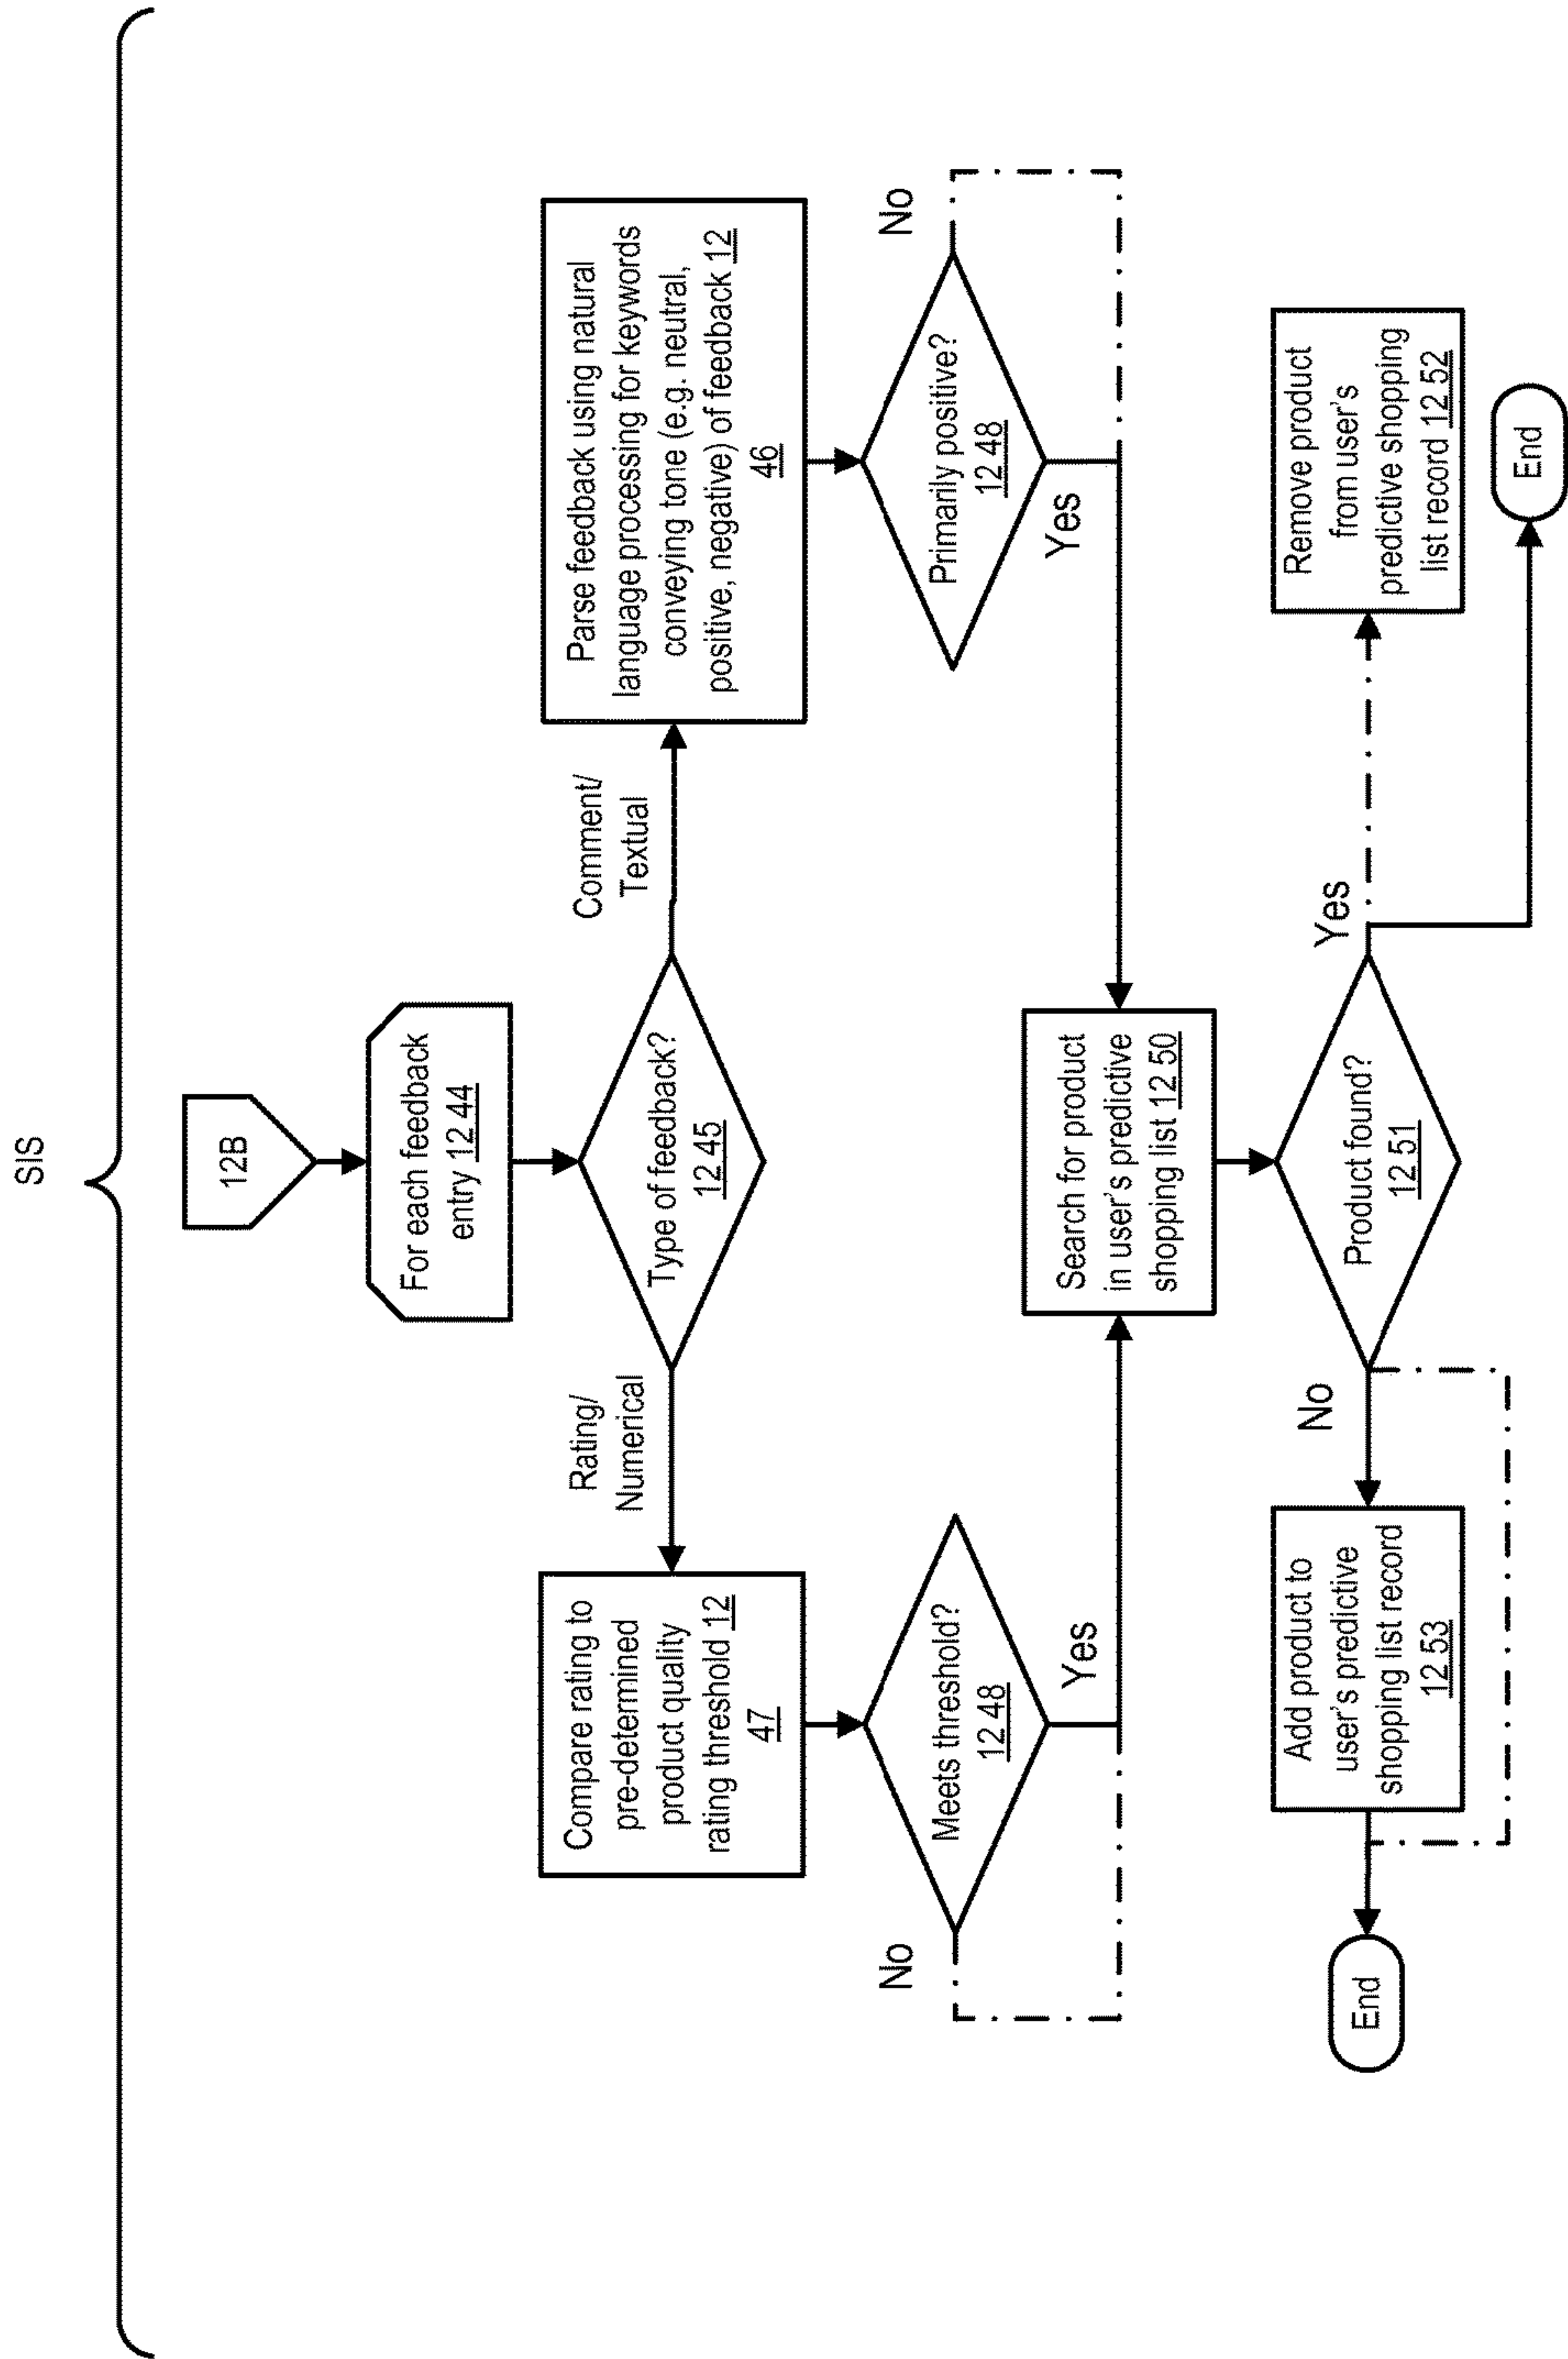 SIS
12B
For each feedback
entry 12 44
Type of feedback?
12 45
Rating/
Numerical
Comment/
Textual
Compare rating to
pre-determined
product quality
rating threshold 12
47
Parse feedback using natural
language processing for keywords
conveying tone (e.g. neutral,
positive, negative) of feedback 12
46
No
Meets threshold?
12 48
Yes
Primarily positive?
12 48
No
Yes
Search for product
in user's predictive
shopping list 12 50
Product found?
12 51
No
Yes
Add product to
user's predictive
shopping list record
12 53
Remove product
from user's
predictive shopping
list record 12 52
End
End